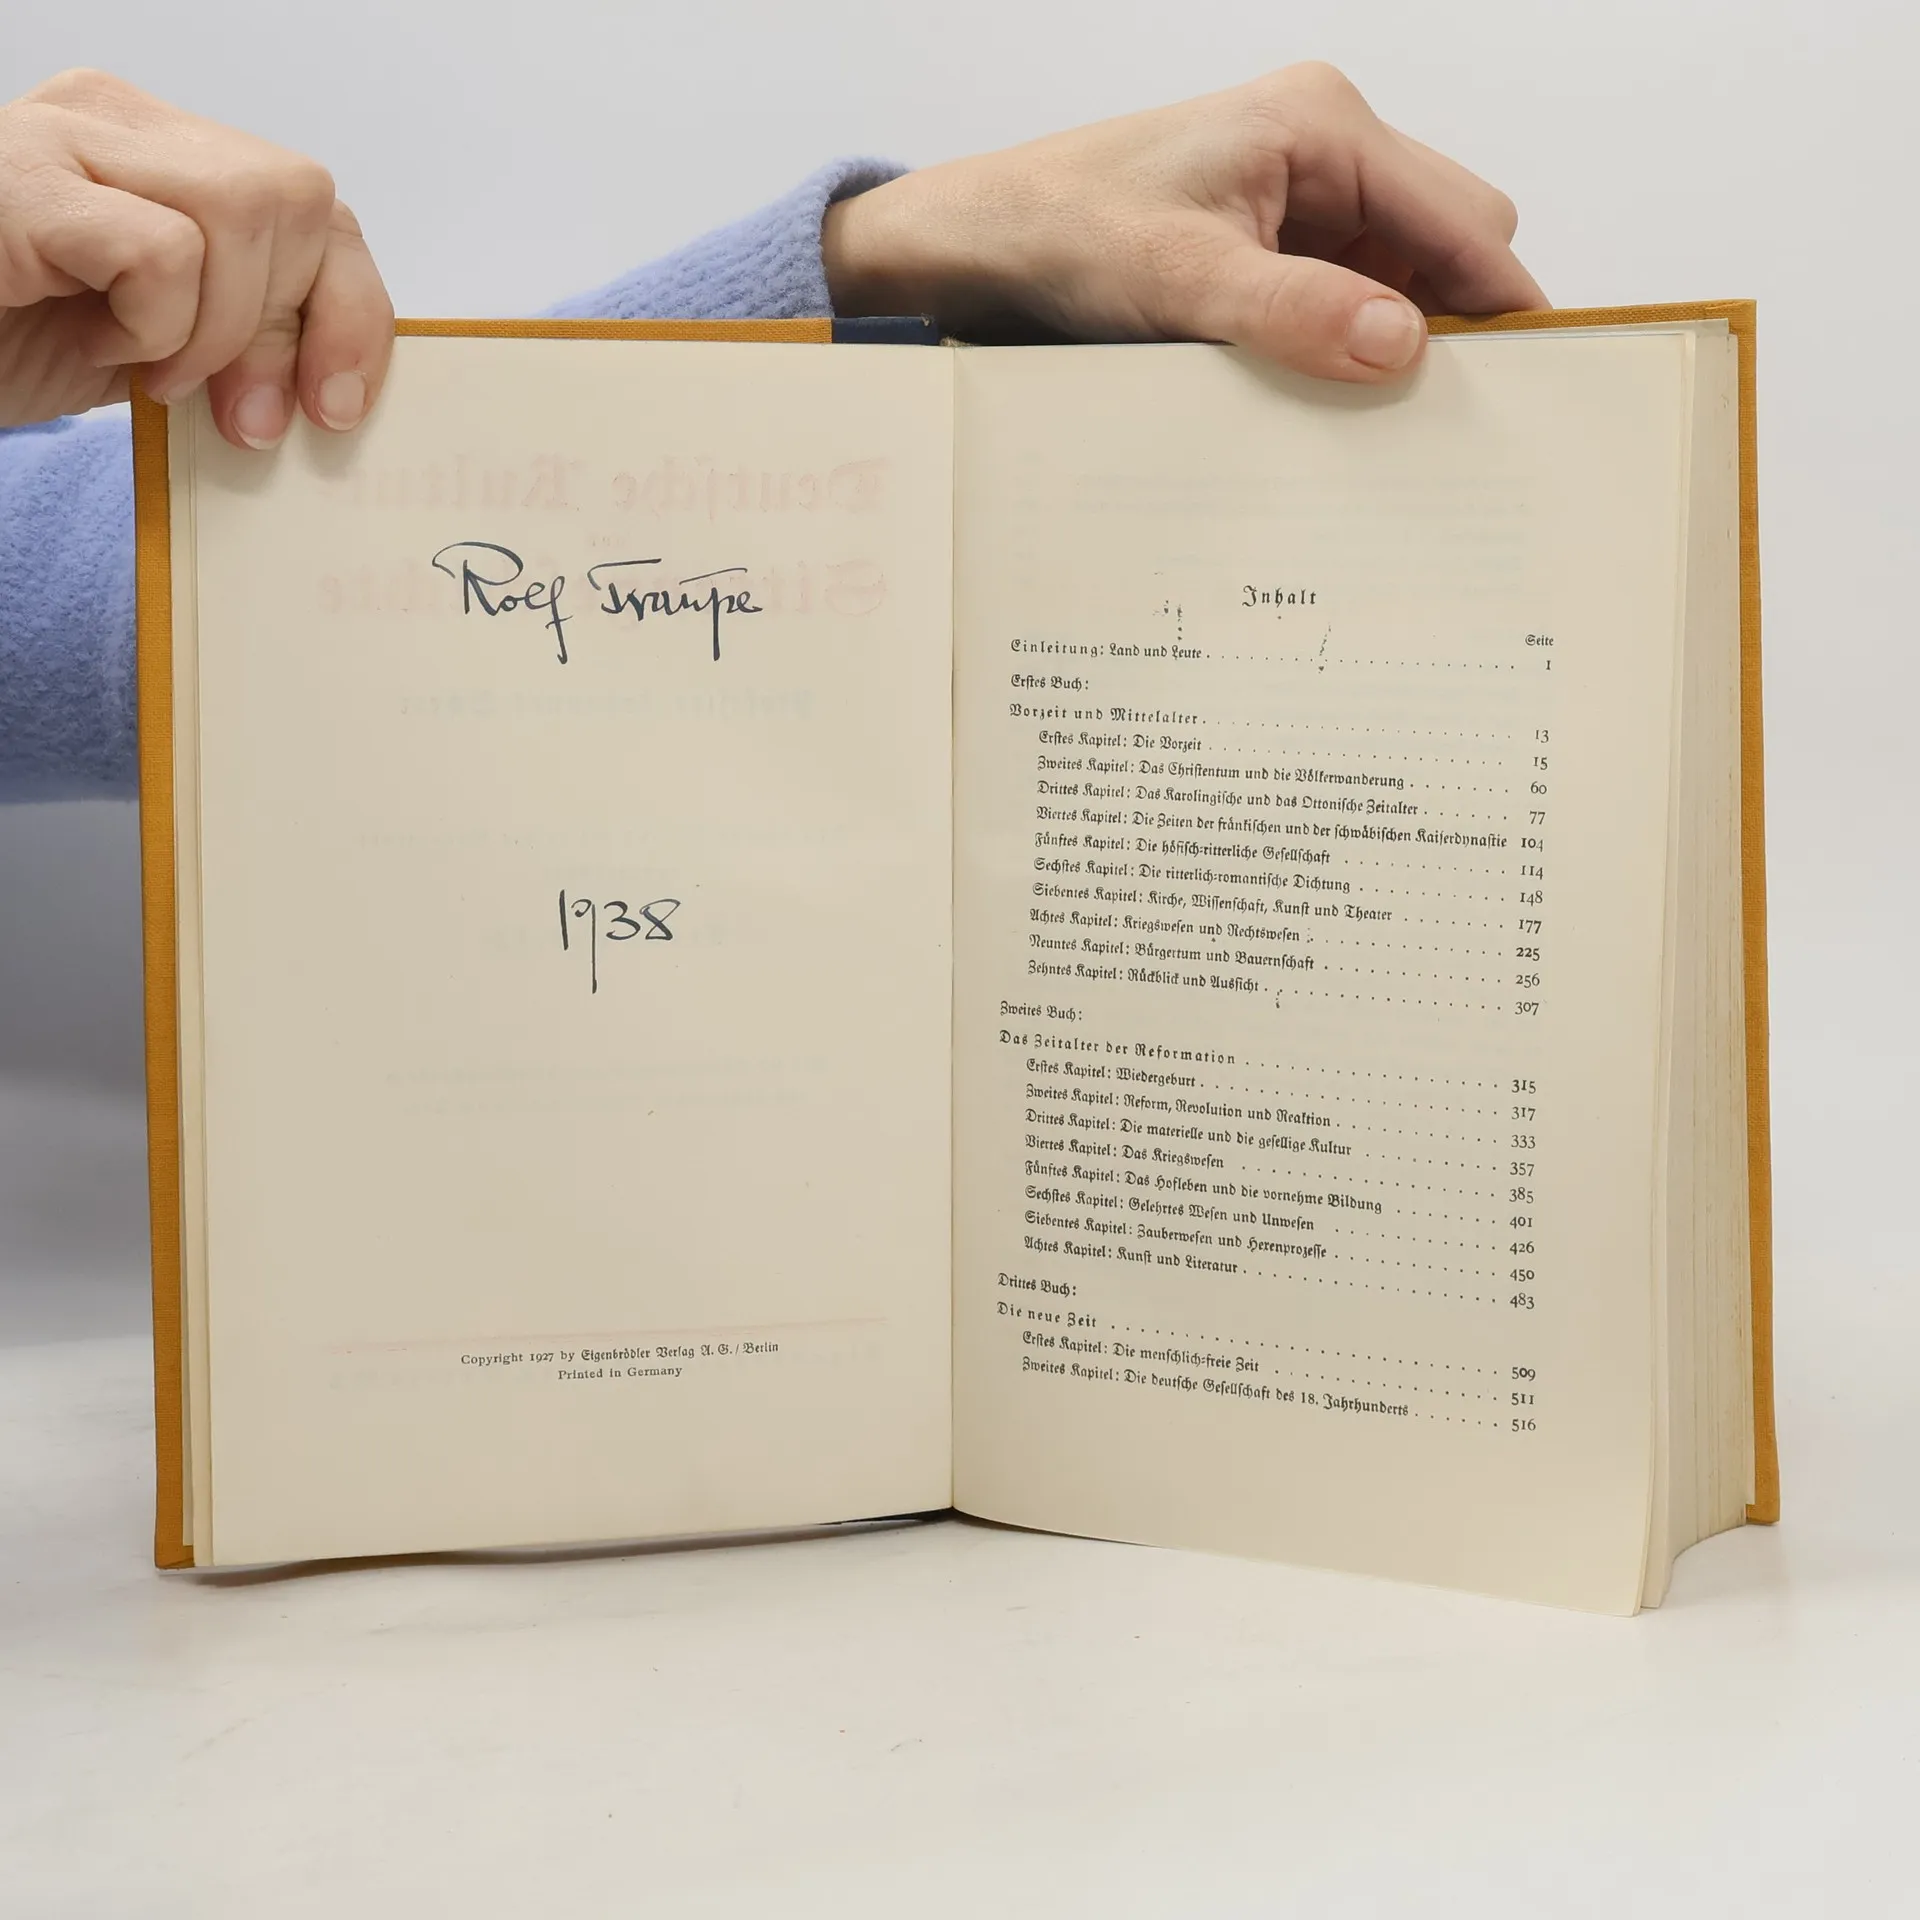 Rolf Traupe
1938
Copyright 1927 by Eigenbrödler Verlag A. G. / Berlin
Printed in Germany
Inhalt
Seite
Einleitung: Land und Leute . . . . . . . . . . . . . . . . . . . . 1
Erstes Buch:
Vorzeit und Mittelalter . . . . . . . . . . . . . . . . . . . . 13
Erstes Kapitel: Die Vorzeit . . . . . . . . . . . . . . . . . . 15
Zweites Kapitel: Das Christentum und die Völkerwanderung . . . . . . . 60
Drittes Kapitel: Das Karolingische und das Ottonische Zeitalter . . . . . . 77
Viertes Kapitel: Die Zeiten der fränkischen und der schwäbischen Kaiserdynastie 104
Fünftes Kapitel: Die höfisch-ritterliche Gesellschaft . . . . . . . . . . 114
Sechstes Kapitel: Die ritterlich-romantische Dichtung . . . . . . . . . . 148
Siebentes Kapitel: Kirche, Wissenschaft, Kunst und Theater . . . . . . . 177
Achtes Kapitel: Kriegswesen und Rechtswesen . . . . . . . . . . . . 225
Neuntes Kapitel: Bürgertum und Bauernschaft . . . . . . . . . . . . 256
Zehntes Kapitel: Rückblick und Aussicht . . . . . . . . . . . . . . 307
Zweites Buch:
Das Zeitalter der Reformation . . . . . . . . . . . . . . . . . 315
Erstes Kapitel: Wiedergeburt . . . . . . . . . . . . . . . . . . 317
Zweites Kapitel: Reform, Revolution und Reaktion . . . . . . . . . . . 333
Drittes Kapitel: Die materielle und die gesellige Kultur . . . . . . . . . 357
Viertes Kapitel: Das Kriegswesen . . . . . . . . . . . . . . . . 385
Fünftes Kapitel: Das Hofleben und die vornehme Bildung . . . . . . . . 401
Sechstes Kapitel: Gelehrtes Wesen und Unwesen . . . . . . . . . . . 426
Siebentes Kapitel: Zauberwesen und Hexenprozesse . . . . . . . . . . . 450
Achtes Kapitel: Kunst und Literatur . . . . . . . . . . . . . . . . 483
Drittes Buch:
Die neue Zeit . . . . . . . . . . . . . . . . . . . . . . . . 509
Erstes Kapitel: Die menschlich-freie Zeit . . . . . . . . . . . . . . 511
Zweites Kapitel: Die deutsche Gesellschaft des 18. Jahrhunderts . . . . . . 516